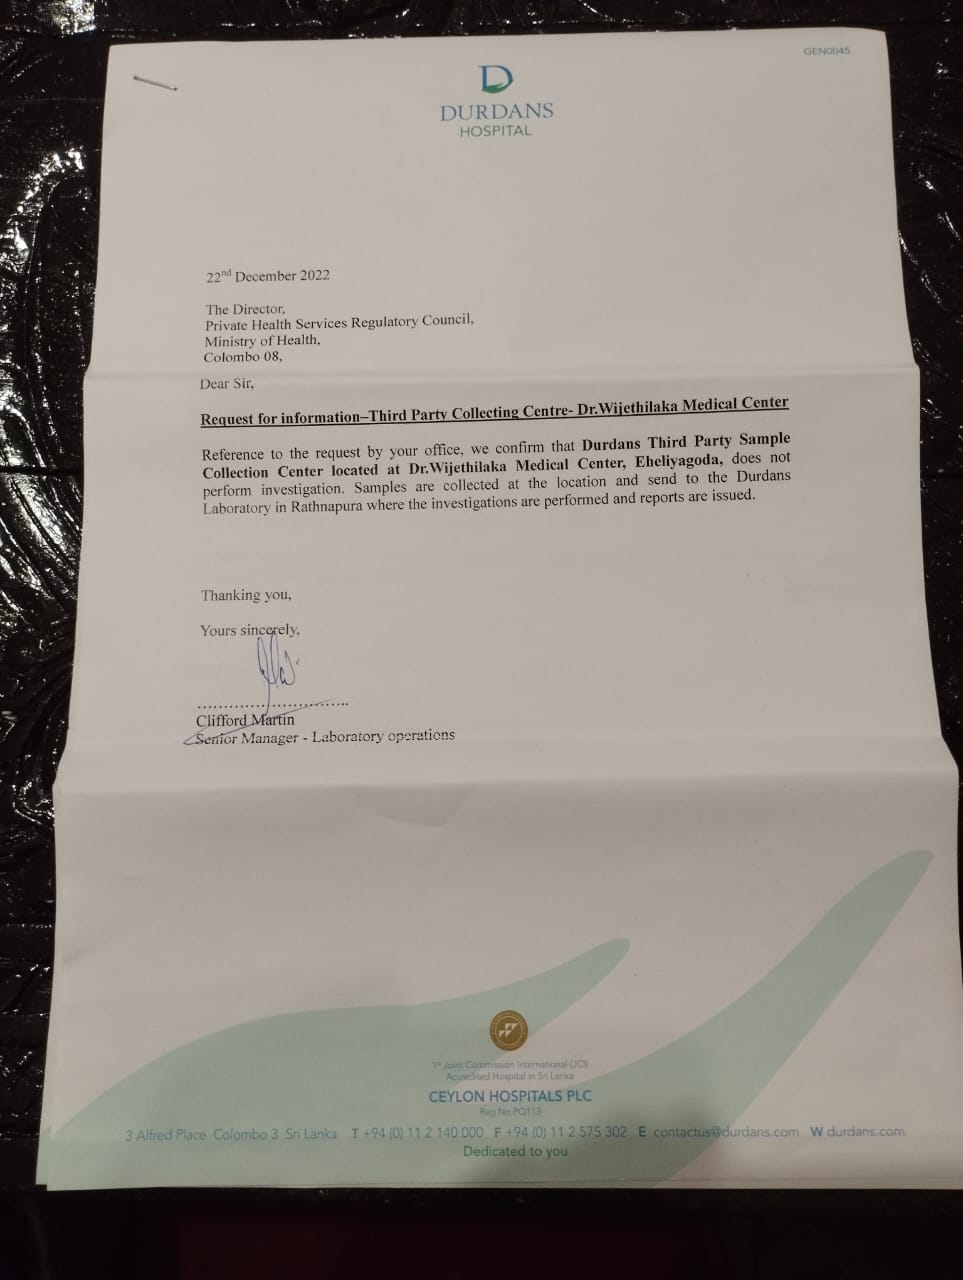 GEN0045
DURDANS
HOSPITAL
22nd December 2022
The Director,
Private Health Services Regulatory Council,
Ministry of Health,
Colombo 08,
Dear Sir,
Request for information–Third Party Collecting Centre- Dr.Wijethilaka Medical Center
Reference to the request by your office, we confirm that Durdans Third Party Sample
Collection Center located at Dr.Wijethilaka Medical Center, Eheliyagoda, does not
perform investigation. Samples are collected at the location and send to the Durdans
Laboratory in Rathnapura where the investigations are performed and reports are issued.
Thanking you,
Yours sincerely,
Clifford Martin
Senior Manager - Laboratory operations
1st Joint Commission International (JCI)
Accredited Hospital in Sri Lanka
CEYLON HOSPITALS PLC
Reg No PQ113
3 Alfred Place Colombo 3 Sri Lanka T +94 (0) 11 2 140 000 F +94 (0) 11 2 575 302 E contactus@durdans.com W durdans.com
Dedicated to you